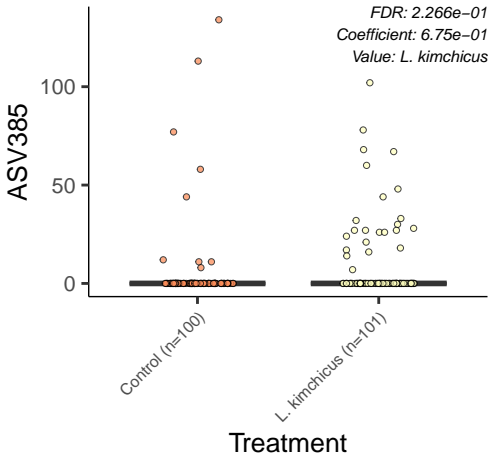 FDR: 2.266e−01
Coefficient: 6.75e−01
Value: L. kimchicus
ASV385
100
50
0
Control (n=100)
L. kimchicus (n=101)
Treatment